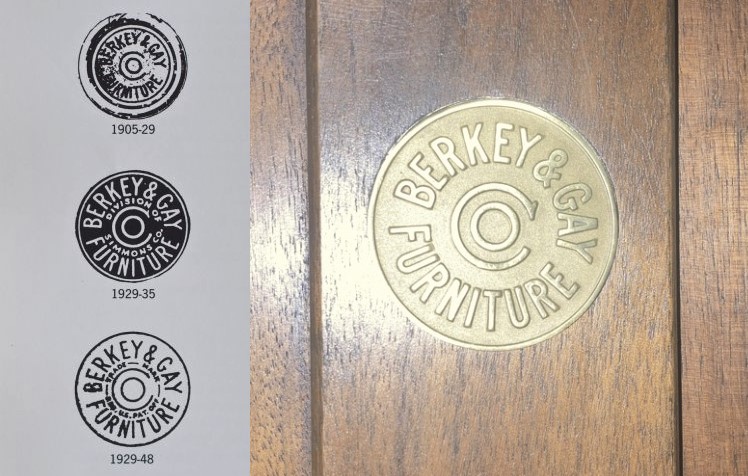 BERKEY & GAY
FURNITURE
1905-29
BERKEY & GAY
DIVISION OF
SIMMONS CO.
FURNITURE
1929-35
BERKEY & GAY
TRADE MARK
REG. U.S. PAT. OFF.
FURNITURE
1929-48
BERKEY & GAY
FURNITURE